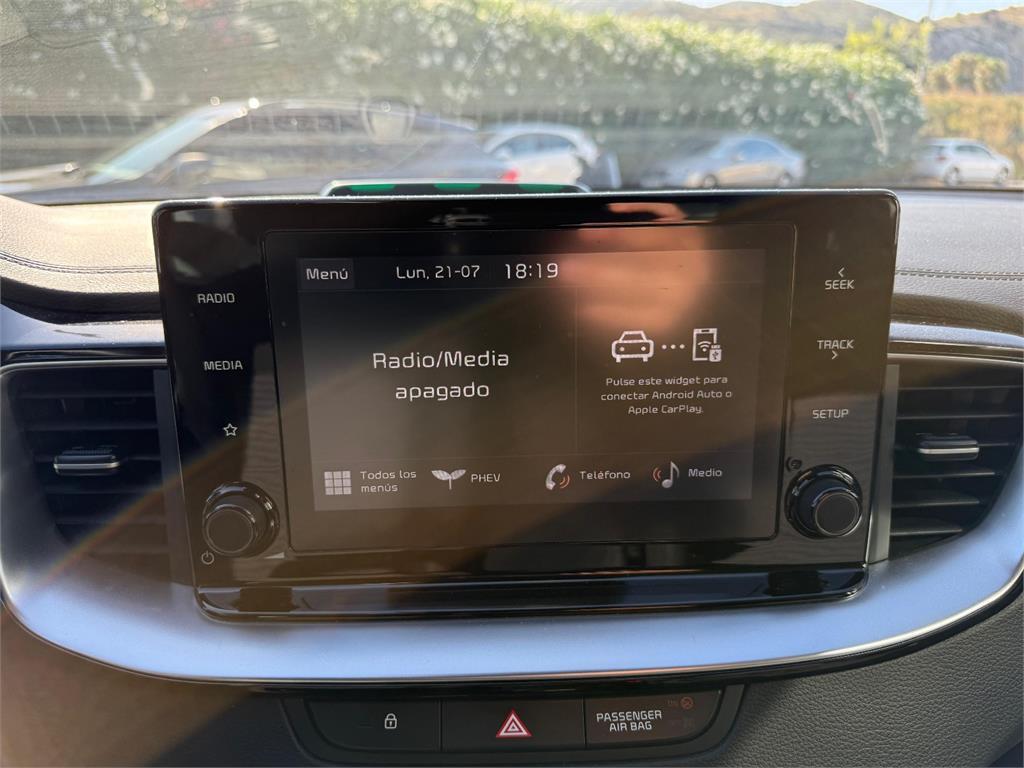 RADIO
MEDIA
Menú Lun, 21-07 18:19
Radio/Media
apagado
Pulse este widget para
conectar Android Auto o
Apple CarPlay.
Todos los
menús
PHEV
Teléfono
Medio
SEEK
TRACK
SETUP
PASSENGER
AIR BAG